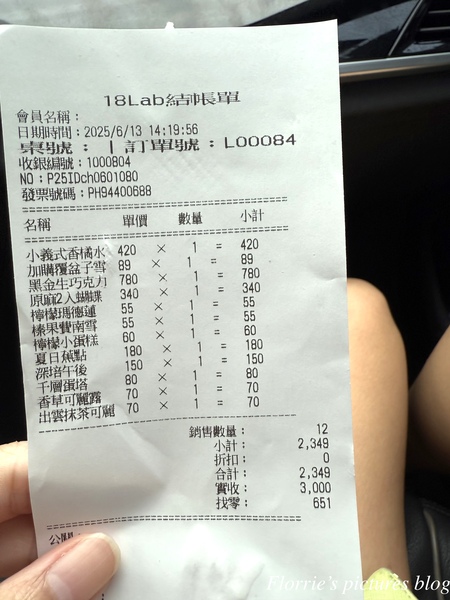 18Lab結帳單
會員名稱：
日期時間：2025/6/13 14:19:56
桌號： | 訂單號：L00084
收銀編號：1000804
NO：P25IDch0601080
發票號碼：PH94400688
名稱 單價 數量 小計
小義式香橘水 420 × 1 = 420
加購覆盆子雪 89 × 1 = 89
黑金生巧克力 780 × 1 = 780
原麻2入蝴蝶 340 × 1 = 340
檸檬瑪德蓮 55 × 1 = 55
榛果費南雪 55 × 1 = 55
檸檬小蛋糕 60 × 1 = 60
夏日蕉點 180 × 1 = 180
深焙午後 150 × 1 = 150
千層蛋塔 80 × 1 = 80
香草可麗露 70 × 1 = 70
出雲抹茶可麗 70 × 1 = 70
銷售數量： 12
小計： 2,349
折扣： 0
合計： 2,349
實收： 3,000
找零： 651
Florrie's pictures blog